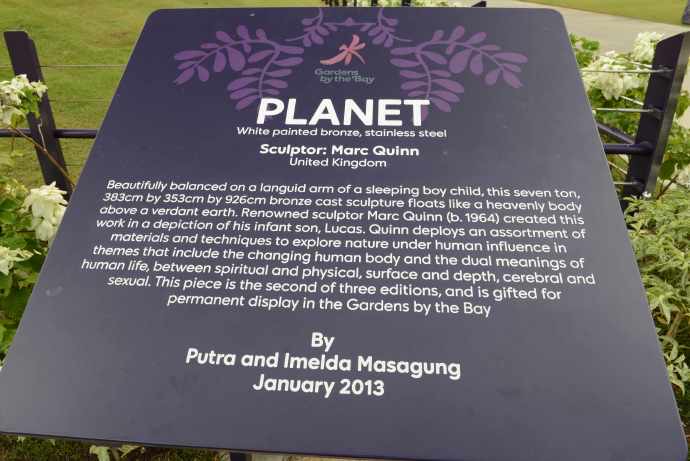 Gardens
by the Bay
PLANET
White painted bronze, stainless steel
Sculptor: Marc Quinn
United Kingdom
Beautifully balanced on a languid arm of a sleeping boy child, this seven ton,
383cm by 353cm by 926cm bronze cast sculpture floats like a heavenly body
above a verdant earth. Renowned sculptor Marc Quinn (b. 1964) created this
work in a depiction of his infant son, Lucas. Quinn deploys an assortment of
materials and techniques to explore nature under human influence in
themes that include the changing human body and the dual meanings of
human life, between spiritual and physical, surface and depth, cerebral and
sexual. This piece is the second of three editions, and is gifted for
permanent display in the Gardens by the Bay
By
Putra and Imelda Masagung
January 2013